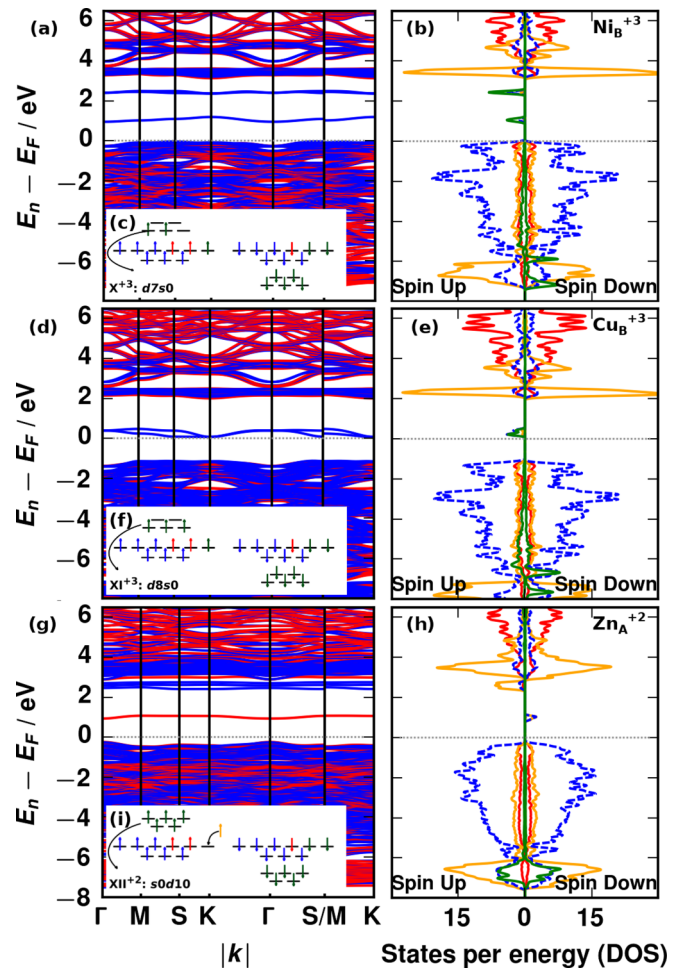 (a)
(b)
Ni_B^{+3}
E_n − E_F / eV
6
4
2
0
−2
−4
−6
(c)
X^{+3}: d7s0
Spin Up
Spin Down
(d)
(e)
Cu_B^{+3}
E_n − E_F / eV
6
4
2
0
−2
−4
−6
(f)
XI^{+3}: d8s0
Spin Up
Spin Down
(g)
(h)
Zn_A^{+2}
E_n − E_F / eV
6
4
2
0
−2
−4
−6
−8
(i)
XII^{+2}: s0d10
Spin Up
Spin Down
Γ M S K Γ S/M K
15 0 15
|k|
States per energy (DOS)